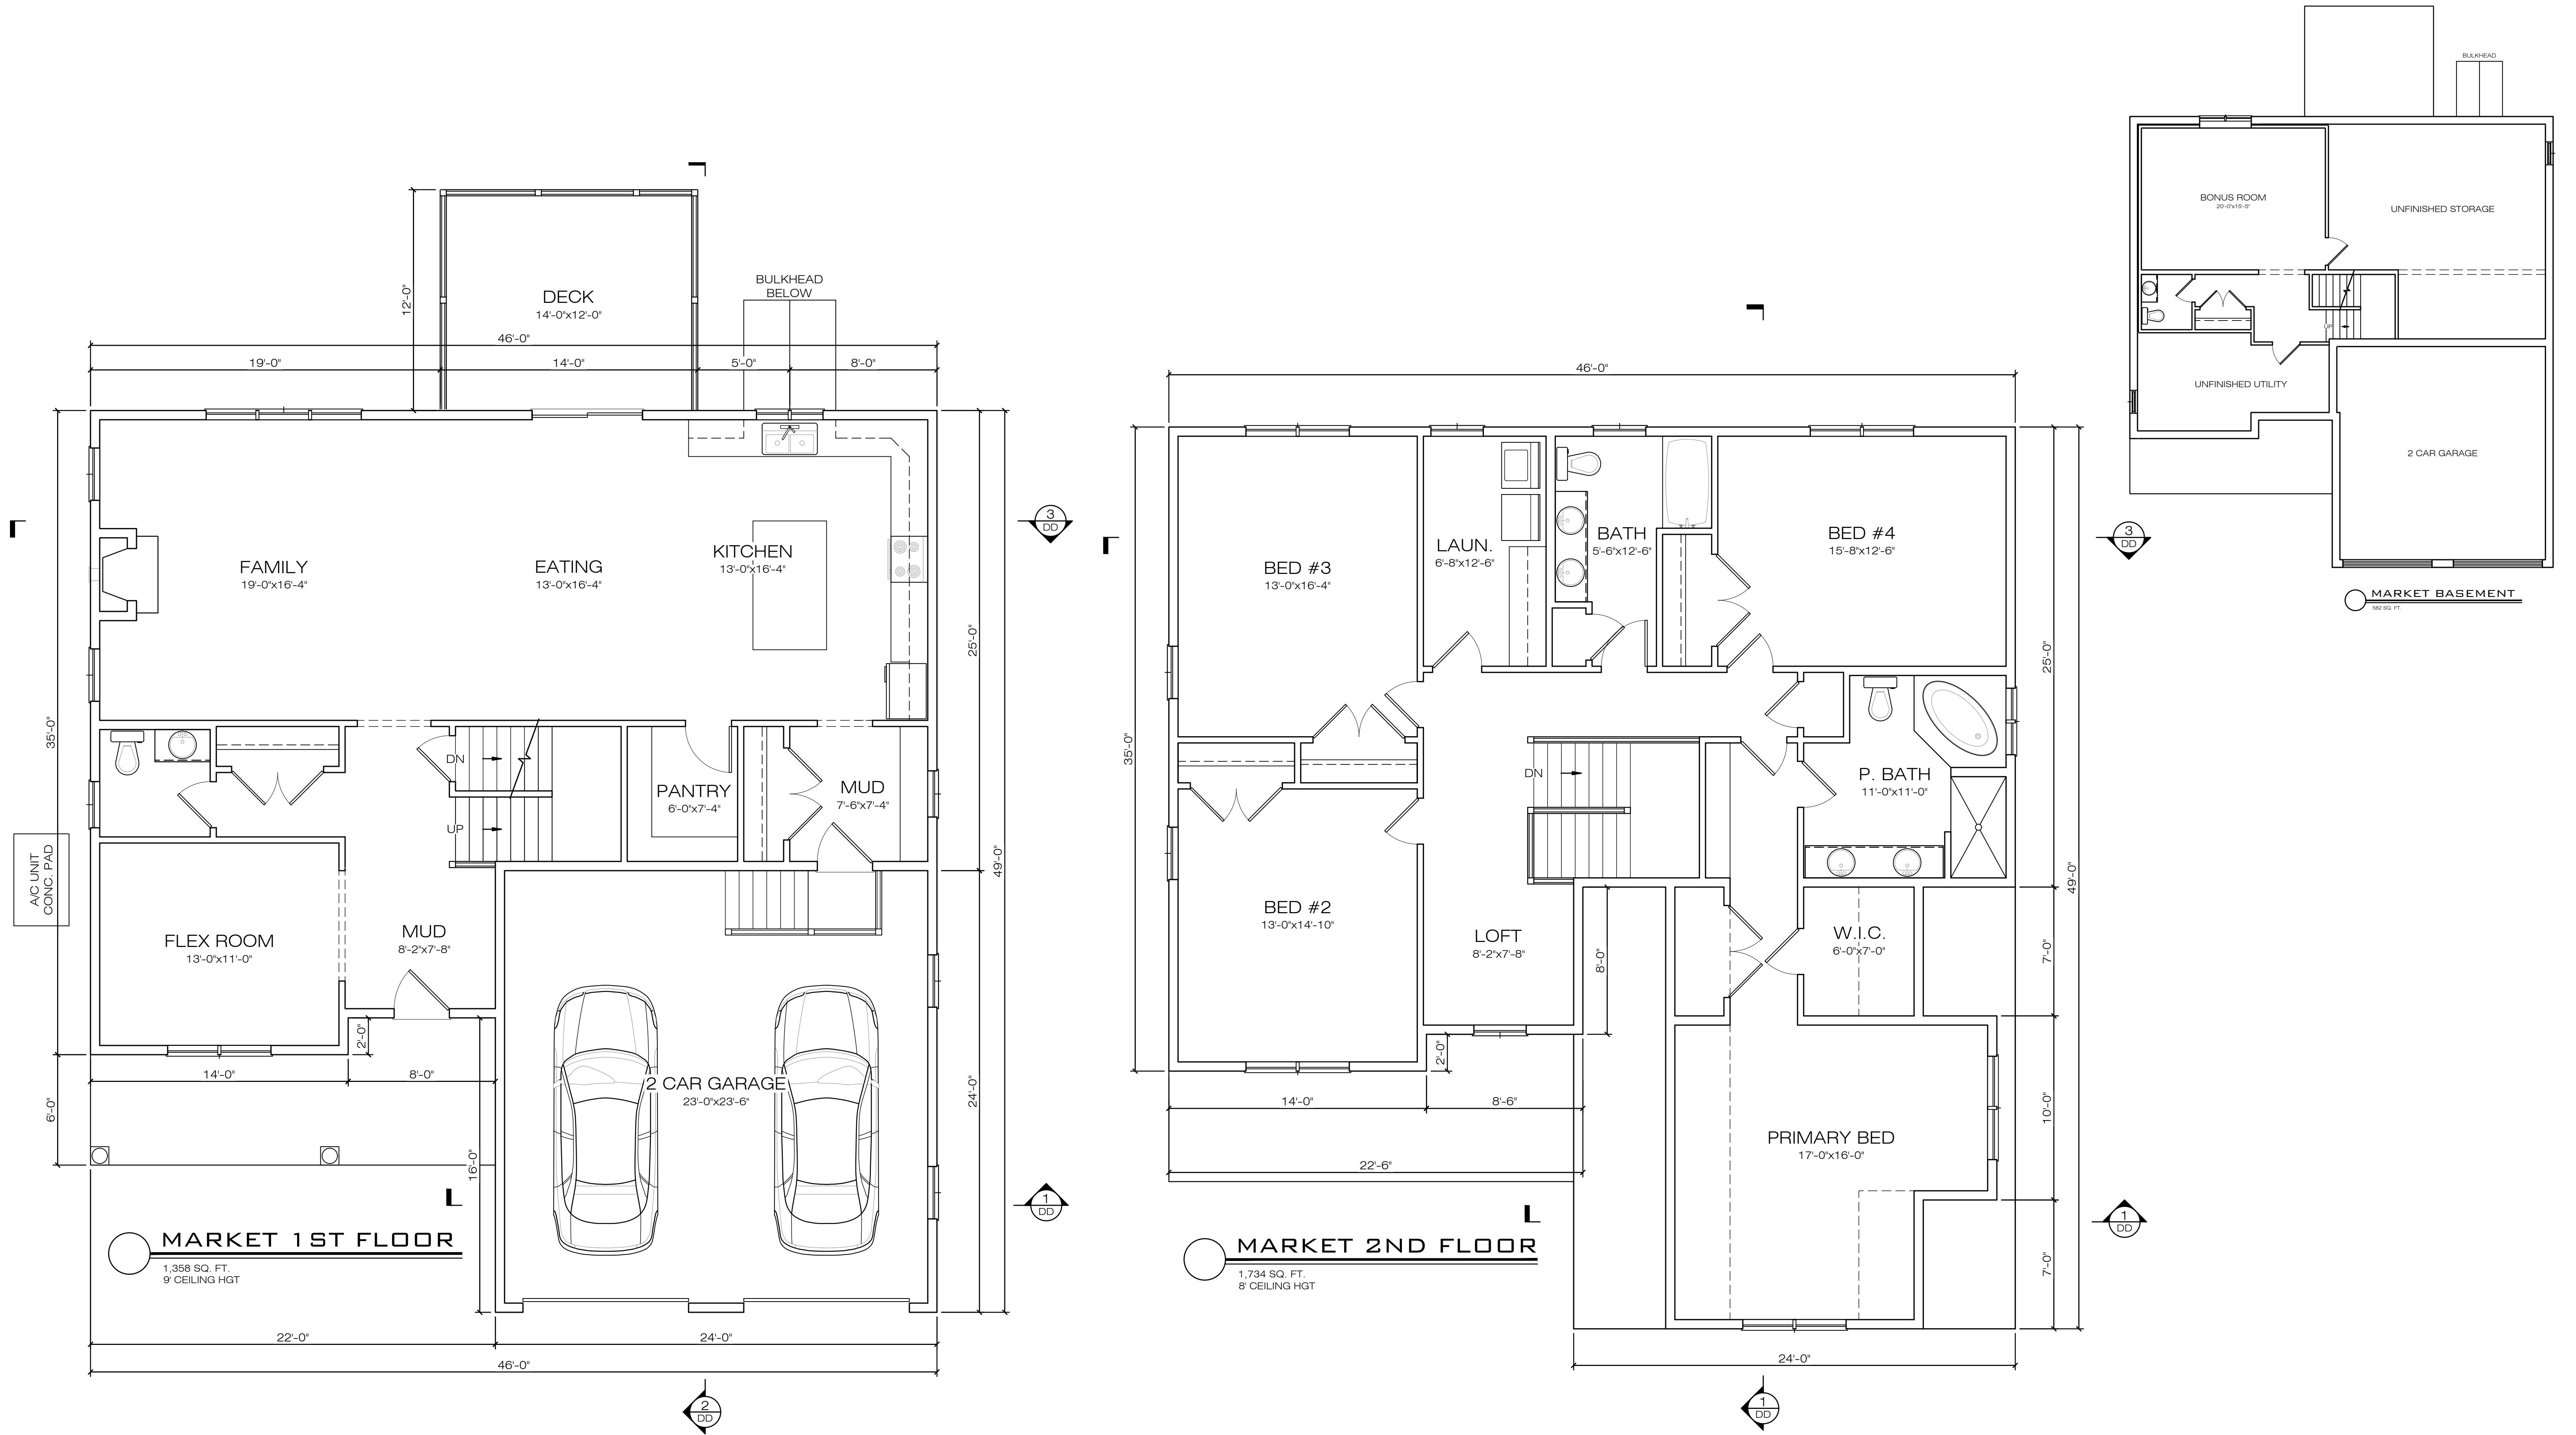 DECK
14'-0"x12'-0"
12'-0"
BULKHEAD
BELOW
46'-0"
19'-0"
14'-0"
5'-0"
8'-0"
FAMILY
19'-0"x16'-4"
EATING
13'-0"x16'-4"
KITCHEN
13'-0"x16'-4"
3
DD
25'-0"
49'-0"
35'-0"
DN
UP
PANTRY
6'-0"x7'-4"
MUD
7'-6"x7'-4"
A/C UNIT
CONC. PAD
FLEX ROOM
13'-0"x11'-0"
MUD
8'-2"x7'-8"
2'-0"
14'-0"
8'-0"
6'-0"
2 CAR GARAGE
23'-0"x23'-6"
24'-0"
16'-0"
1
DD
MARKET 1ST FLOOR
1,358 SQ. FT.
9' CEILING HGT
22'-0"
24'-0"
46'-0"
2
DD
46'-0"
BED #3
13'-0"x16'-4"
LAUN.
6'-8"x12'-6"
BATH
5'-6"x12'-6"
BED #4
15'-8"x12'-6"
35'-0"
25'-0"
49'-0"
DN
P. BATH
11'-0"x11'-0"
BED #2
13'-0"x14'-10"
LOFT
8'-2"x7'-8"
8'-0"
W.I.C.
6'-0"x7'-0"
7'-0"
2'-0"
14'-0"
8'-6"
10'-0"
PRIMARY BED
17'-0"x16'-0"
22'-6"
7'-0"
MARKET 2ND FLOOR
1,734 SQ. FT.
8' CEILING HGT
24'-0"
1
DD
3
DD
1
DD
BULKHEAD
BONUS ROOM
20'-0"x15'-5"
UNFINISHED STORAGE
UP
UNFINISHED UTILITY
2 CAR GARAGE
MARKET BASEMENT
582 SQ. FT.